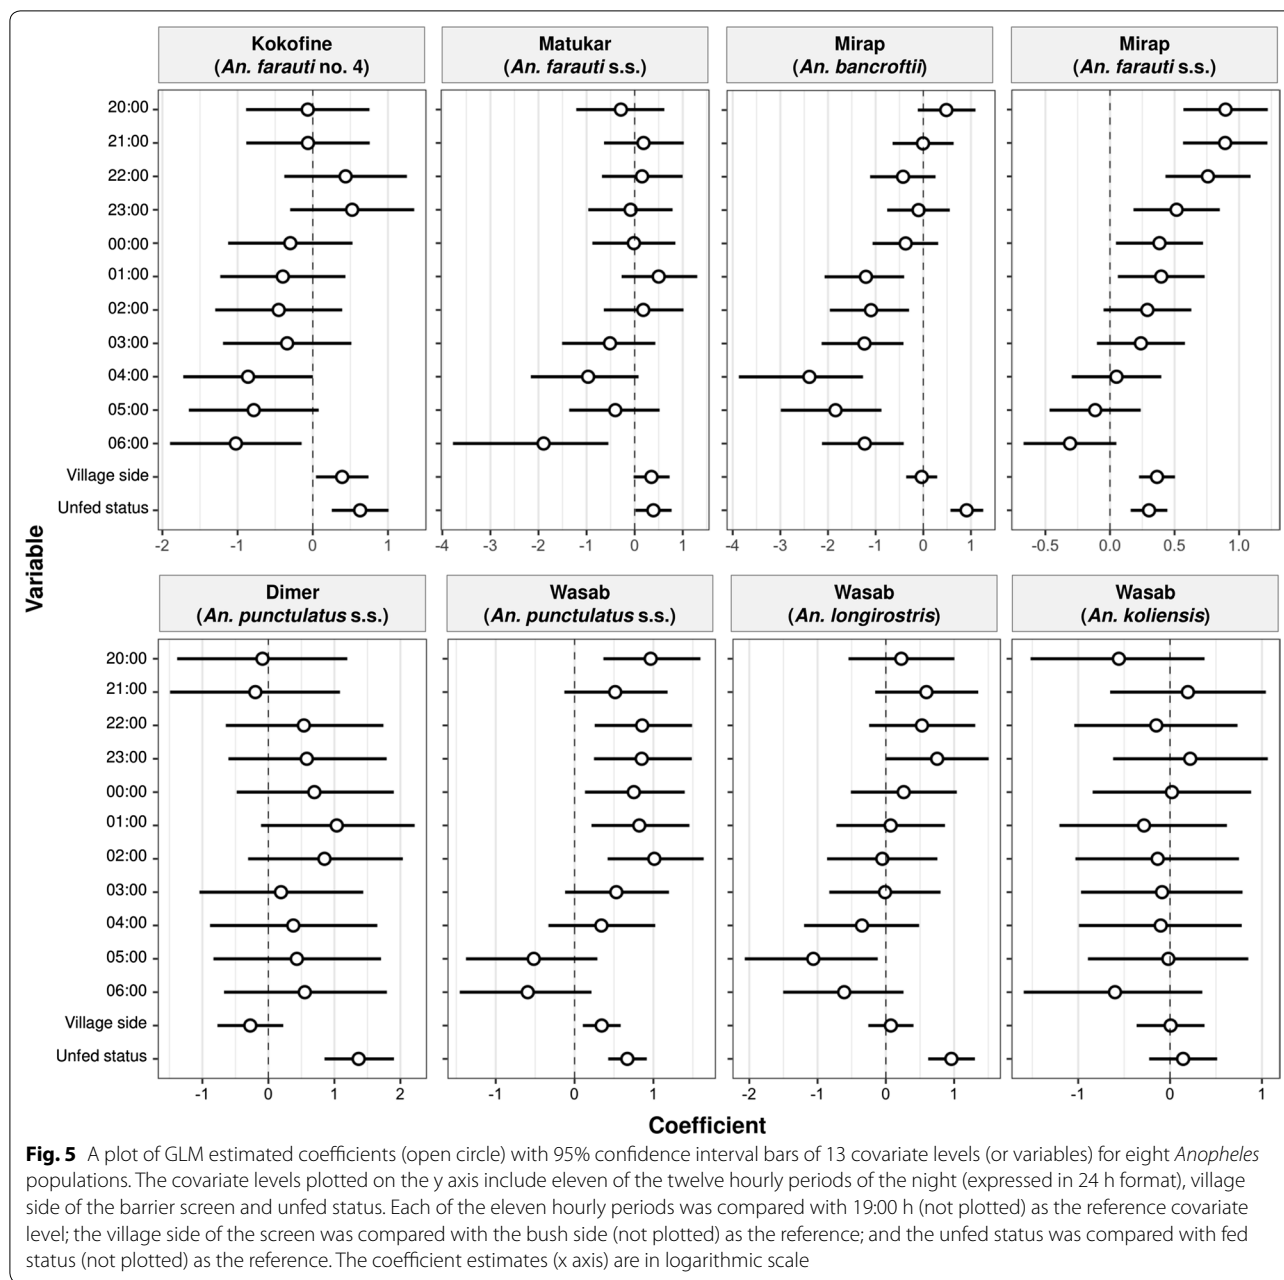 Kokofine
(An. farauti no. 4)
Matukar
(An. farauti s.s.)
Mirap
(An. bancroftii)
Mirap
(An. farauti s.s.)
20:00
21:00
22:00
23:00
00:00
01:00
02:00
03:00
04:00
05:00
06:00
Village side
Unfed status
-2 -1 0 1
-4 -3 -2 -1 0 1
-4 -3 -2 -1 0 1
-0.5 0.0 0.5 1.0
Variable
Dimer
(An. punctulatus s.s.)
Wasab
(An. punctulatus s.s.)
Wasab
(An. longirostris)
Wasab
(An. koliensis)
20:00
21:00
22:00
23:00
00:00
01:00
02:00
03:00
04:00
05:00
06:00
Village side
Unfed status
-1 0 1 2
-1 0 1
-2 -1 0 1
-1 0 1
Coefficient
Fig. 5 A plot of GLM estimated coefficients (open circle) with 95% confidence interval bars of 13 covariate levels (or variables) for eight Anopheles
populations. The covariate levels plotted on the y axis include eleven of the twelve hourly periods of the night (expressed in 24 h format), village
side of the barrier screen and unfed status. Each of the eleven hourly periods was compared with 19:00 h (not plotted) as the reference covariate
level; the village side of the screen was compared with the bush side (not plotted) as the reference; and the unfed status was compared with fed
status (not plotted) as the reference. The coefficient estimates (x axis) are in logarithmic scale